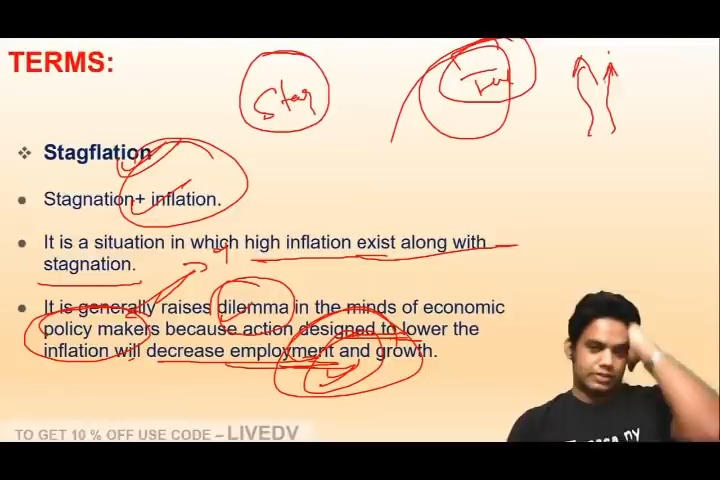 TERMS:
Stag
Stagflation
Stagnation+ inflation.
It is a situation in which high inflation exist along with
stagnation.
It is generally raises dilemma in the minds of economic
policy makers because action designed to lower the
inflation will decrease employment and growth.
TO GET 10 % OFF USE CODE – LIVEDV